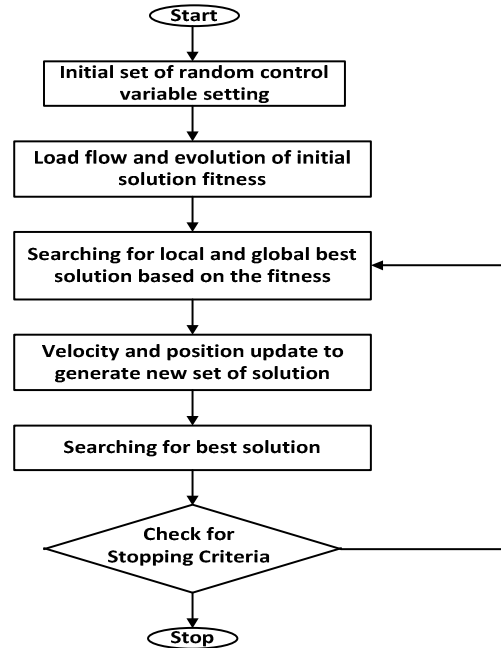 Start
Initial set of random control
variable setting
Load flow and evolution of initial
solution fitness
Searching for local and global best
solution based on the fitness
Velocity and position update to
generate new set of solution
Searching for best solution
Check for
Stopping Criteria
Stop